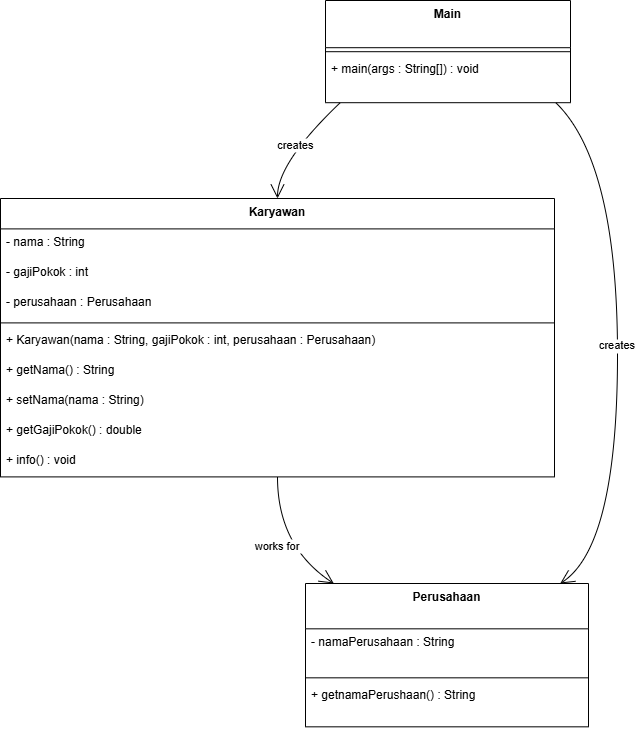 Main
+ main(args : String[]) : void
creates
Karyawan
- nama : String
- gajiPokok : int
- perusahaan : Perusahaan
+ Karyawan(nama : String, gajiPokok : int, perusahaan : Perusahaan)
+ getNama() : String
+ setNama(nama : String)
+ getGajiPokok() : double
+ info() : void
creates
works for
Perusahaan
- namaPerusahaan : String
+ getnamaPerushaan() : String